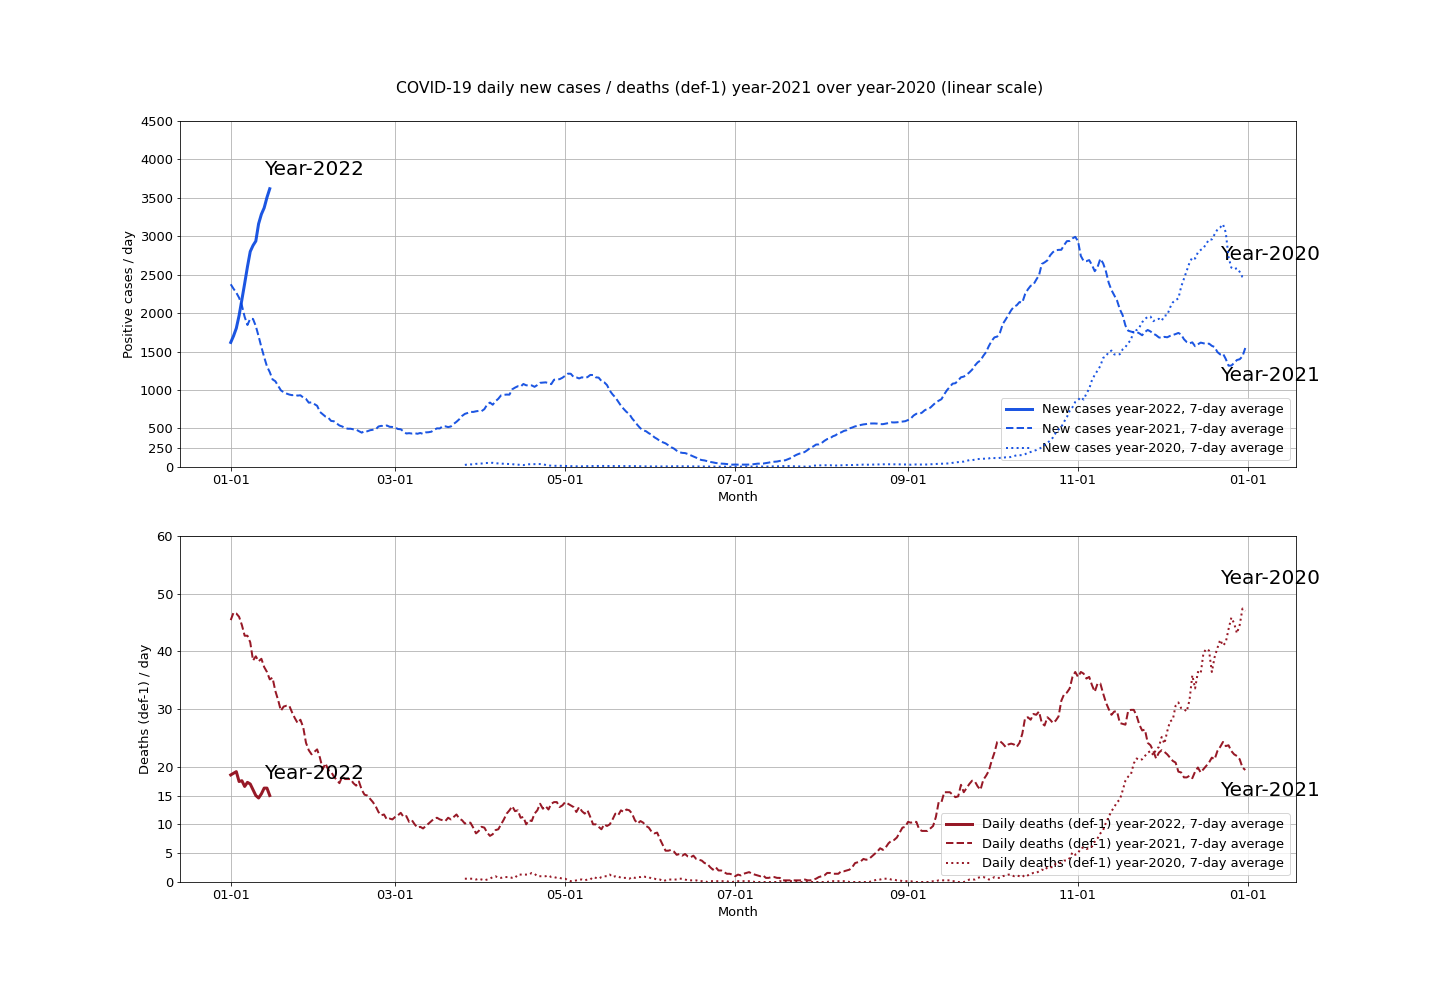 COVID-19 daily new cases / deaths (def-1) year-2021 over year-2020 (linear scale)
4500
4000
3500
3000
2500
2000
1500
1000
500
250
0
Positive cases / day
Year-2022
Year-2020
Year-2021
New cases year-2022, 7-day average
New cases year-2021, 7-day average
New cases year-2020, 7-day average
01-01 03-01 05-01 07-01 09-01 11-01 01-01
Month
60
50
40
30
20
15
10
5
0
Deaths (def-1) / day
Year-2020
Year-2022
Year-2021
Daily deaths (def-1) year-2022, 7-day average
Daily deaths (def-1) year-2021, 7-day average
Daily deaths (def-1) year-2020, 7-day average
01-01 03-01 05-01 07-01 09-01 11-01 01-01
Month